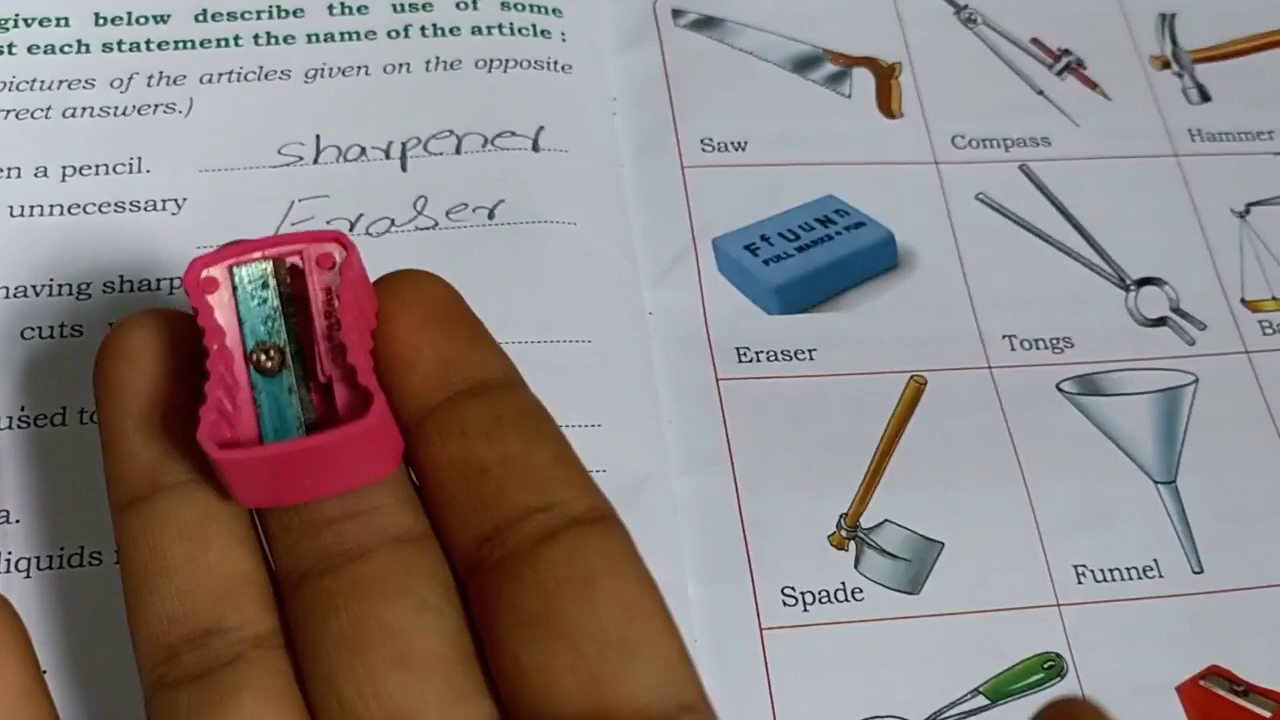 given below describe the use of some
st each statement the name of the article :
pictures of the articles given on the opposite
rrect answers.)
en a pencil. sharpener
unnecessary Eraser
having sharp
cuts
used to
a.
liquids
Saw
Compass
Hammer
FfUuNn
FULL MARKS + FUN
Eraser
Tongs
Ba
Spade
Funnel